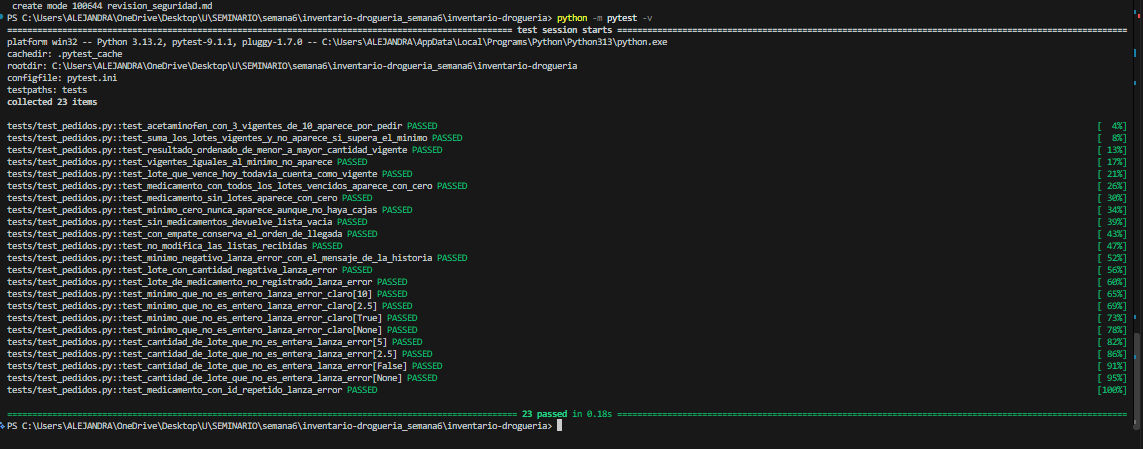 create mode 100644 revision_seguridad.md
PS C:\Users\ALEJANDRA\OneDrive\Desktop\U\SEMINARIO\semana6\inventario-drogueria_semana6\inventario-drogueria> python -m pytest -v
======================== test session starts ========================
platform win32 -- Python 3.13.2, pytest-9.1.1, pluggy-1.7.0 -- C:\Users\ALEJANDRA\AppData\Local\Programs\Python\Python313\python.exe
cachedir: .pytest_cache
rootdir: C:\Users\ALEJANDRA\OneDrive\Desktop\U\SEMINARIO\semana6\inventario-drogueria_semana6\inventario-drogueria
configfile: pytest.ini
testpaths: tests
collected 23 items
tests/test_pedidos.py::test_acetaminofen_con_3_vigentes_de_10_aparece_por_pedir PASSED [  4%]
tests/test_pedidos.py::test_suma_los_lotes_vigentes_y_no_aparece_si_supera_el_minimo PASSED [  8%]
tests/test_pedidos.py::test_resultado_ordenado_de_menor_a_mayor_cantidad_vigente PASSED [ 13%]
tests/test_pedidos.py::test_vigentes_iguales_al_minimo_no_aparece PASSED [ 17%]
tests/test_pedidos.py::test_lote_que_vence_hoy_todavia_cuenta_como_vigente PASSED [ 21%]
tests/test_pedidos.py::test_medicamento_con_todos_los_lotes_vencidos_aparece_con_cero PASSED [ 26%]
tests/test_pedidos.py::test_medicamento_sin_lotes_aparece_con_cero PASSED [ 30%]
tests/test_pedidos.py::test_minimo_cero_nunca_aparece_aunque_no_haya_cajas PASSED [ 34%]
tests/test_pedidos.py::test_sin_medicamentos_devuelve_lista_vacia PASSED [ 39%]
tests/test_pedidos.py::test_con_empate_conserva_el_orden_de_llegada PASSED [ 43%]
tests/test_pedidos.py::test_no_modifica_las_listas_recibidas PASSED [ 47%]
tests/test_pedidos.py::test_minimo_negativo_lanza_error_con_el_mensaje_de_la_historia PASSED [ 52%]
tests/test_pedidos.py::test_lote_con_cantidad_negativa_lanza_error PASSED [ 56%]
tests/test_pedidos.py::test_lote_de_medicamento_no_registrado_lanza_error PASSED [ 60%]
tests/test_pedidos.py::test_minimo_que_no_es_entero_lanza_error_claro[10] PASSED [ 65%]
tests/test_pedidos.py::test_minimo_que_no_es_entero_lanza_error_claro[2.5] PASSED [ 69%]
tests/test_pedidos.py::test_minimo_que_no_es_entero_lanza_error_claro[True] PASSED [ 73%]
tests/test_pedidos.py::test_minimo_que_no_es_entero_lanza_error_claro[None] PASSED [ 78%]
tests/test_pedidos.py::test_cantidad_de_lote_que_no_es_entera_lanza_error[5] PASSED [ 82%]
tests/test_pedidos.py::test_cantidad_de_lote_que_no_es_entera_lanza_error[2.5] PASSED [ 86%]
tests/test_pedidos.py::test_cantidad_de_lote_que_no_es_entera_lanza_error[False] PASSED [ 91%]
tests/test_pedidos.py::test_cantidad_de_lote_que_no_es_entera_lanza_error[None] PASSED [ 95%]
tests/test_pedidos.py::test_medicamento_con_id_repetido_lanza_error PASSED [100%]
======================== 23 passed in 0.18s ========================
PS C:\Users\ALEJANDRA\OneDrive\Desktop\U\SEMINARIO\semana6\inventario-drogueria_semana6\inventario-drogueria>